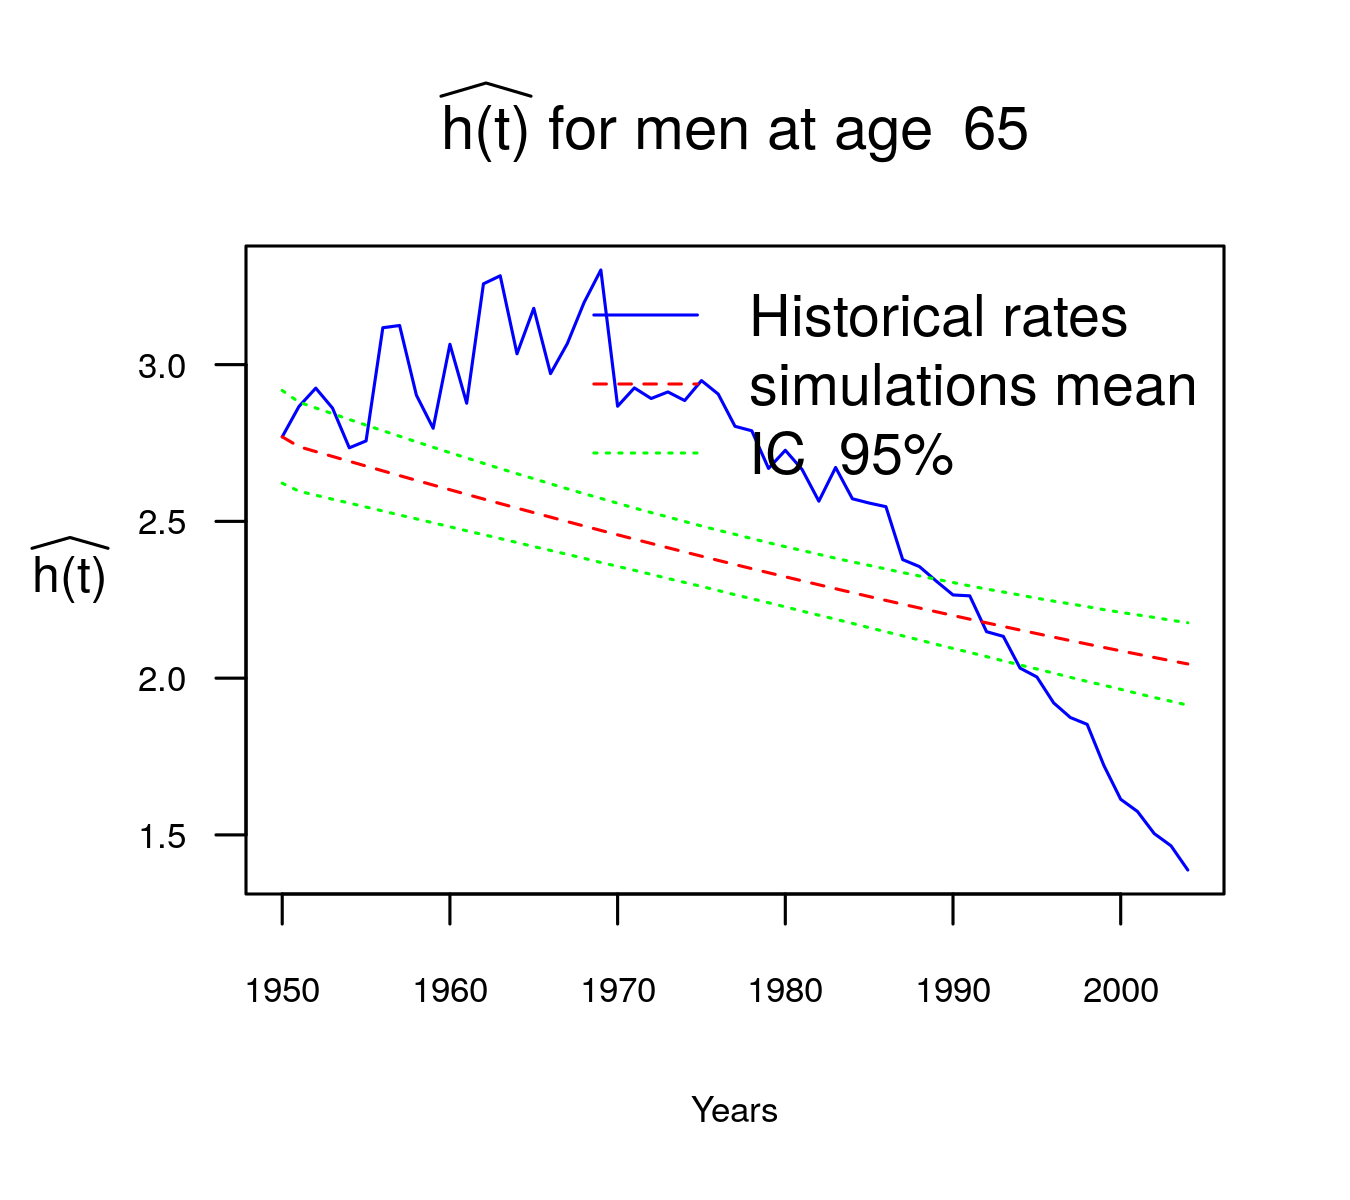 h(t) for men at age 65
Historical rates
simulations mean
IC 95%
3.0
2.5
2.0
1.5
h(t)
1950 1960 1970 1980 1990 2000
Years